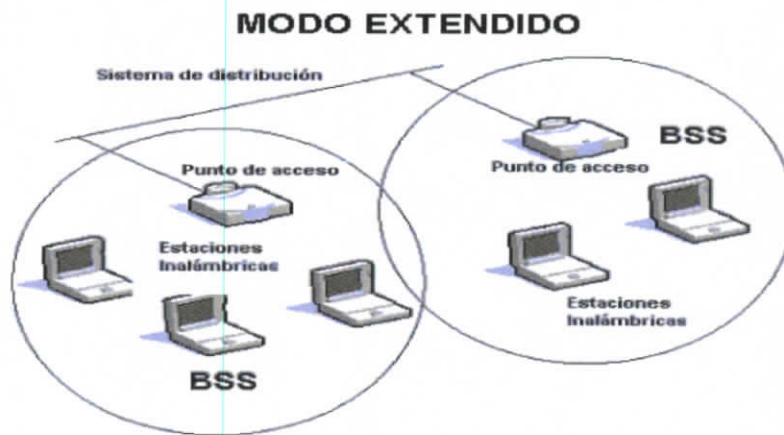 MODO EXTENDIDO
Sistema de distribución
Punto de acceso
BSS
Punto de acceso
Estaciones
Inalámbricas
Estaciones
Inalámbricas
BSS